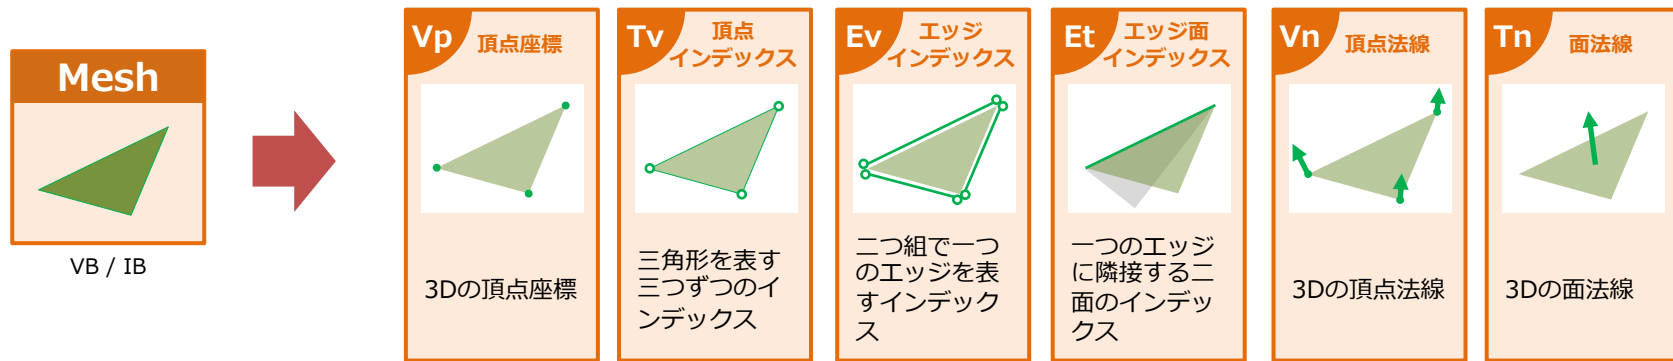 Mesh
VB / IB
Vp
頂点座標
3Dの頂点座標
Tv
頂点
インデックス
三角形を表す
三つずつのイ
ンデックス
Ev
エッジ
インデックス
二つ組で一つ
のエッジを表
すインデック
ス
Et
エッジ面
インデックス
一つのエッジ
に隣接する二
面のインデッ
クス
Vn
頂点法線
3Dの頂点法線
Tn
面法線
3Dの面法線